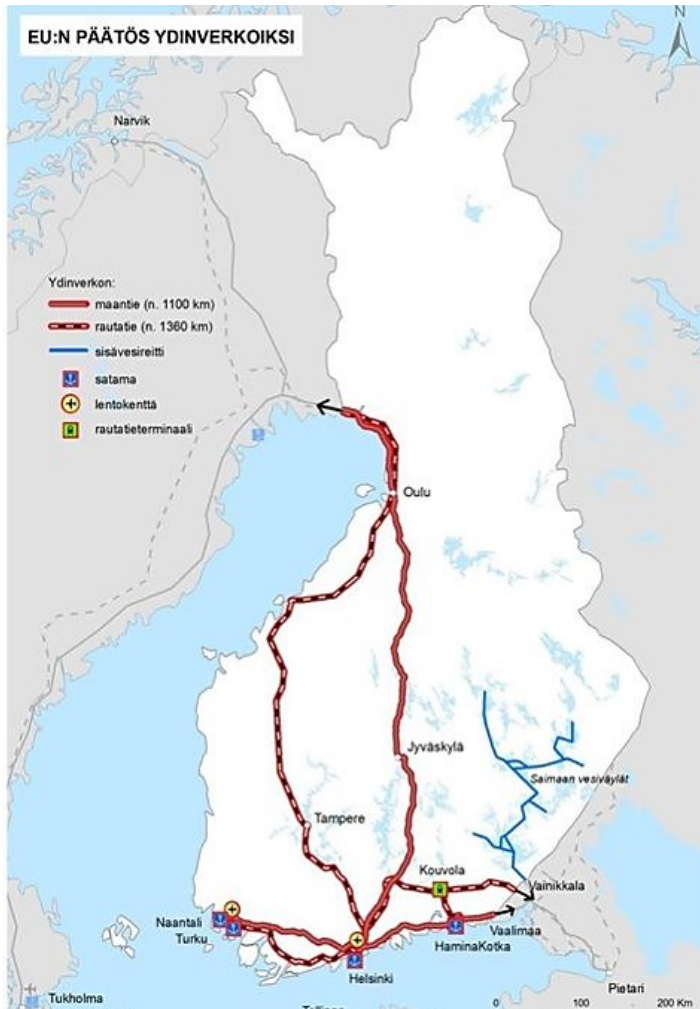 EU:N PÄÄTÖS YDINVERKOIKSI
N
Narvik
Ydinverkon:
maantie (n. 1100 km)
rautatie (n. 1360 km)
sisävesireitti
satama
lentokenttä
rautatieterminaali
Oulu
Jyväskylä
Saimaan vesiväylät
Tampere
Kouvola
Vainikkala
Naantali
Turku
Vaalimaa
HaminaKotka
Helsinki
Pietari
Tukholma
0 100 200 Km